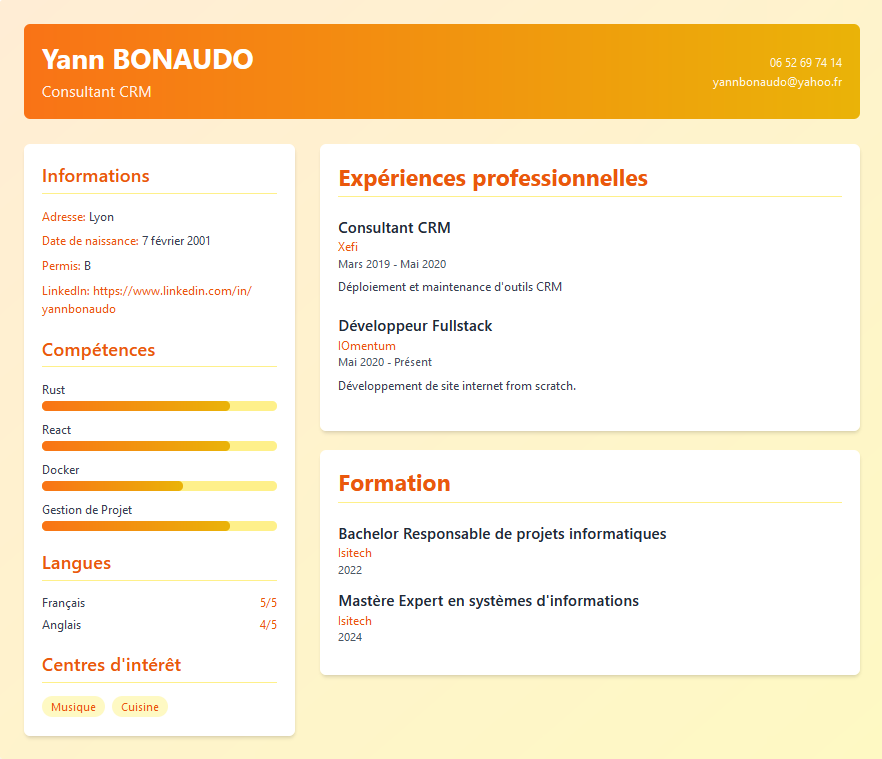 Yann BONAUDO
Consultant CRM
06 52 69 74 14
yannbonaudo@yahoo.fr
Informations
Adresse: Lyon
Date de naissance: 7 février 2001
Permis: B
LinkedIn: https://www.linkedin.com/in/
yannbonaudo
Compétences
Rust
React
Docker
Gestion de Projet
Langues
Français 5/5
Anglais 4/5
Centres d'intérêt
Musique Cuisine
Expériences professionnelles
Consultant CRM
Xefi
Mars 2019 - Mai 2020
Déploiement et maintenance d'outils CRM
Développeur Fullstack
IOmentum
Mai 2020 - Présent
Développement de site internet from scratch.
Formation
Bachelor Responsable de projets informatiques
Isitech
2022
Mastère Expert en systèmes d'informations
Isitech
2024